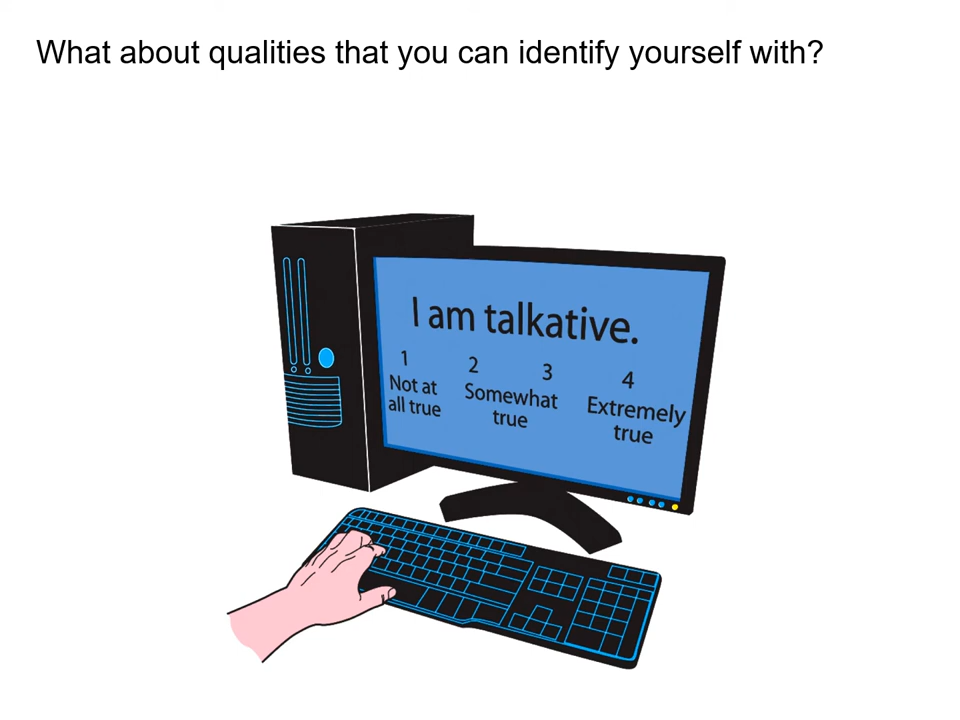 What about qualities that you can identify yourself with?
I am talkative.
1 2 3 4
Not at all true
Somewhat true
Extremely true